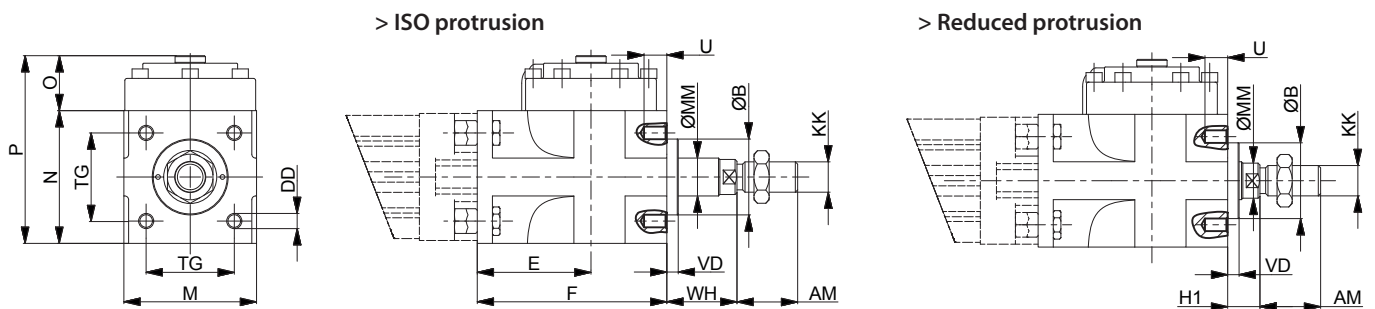 > ISO protrusion
> Reduced protrusion
P
O
N
TG
DD
TG
M
U
ØMM
ØB
KK
E
VD
F
WH
AM
U
ØMM
ØB
KK
VD
H1
AM